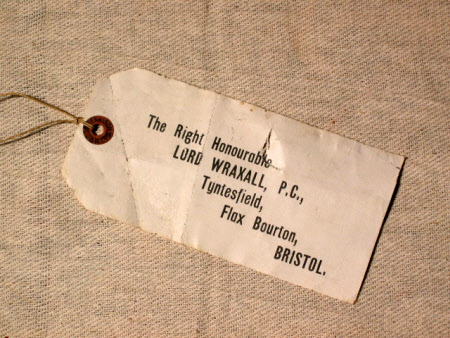 The Right Honourable
LORD WRAXALL, P.C.,
Tyntesfield,
Flax Bourton,
BRISTOL.